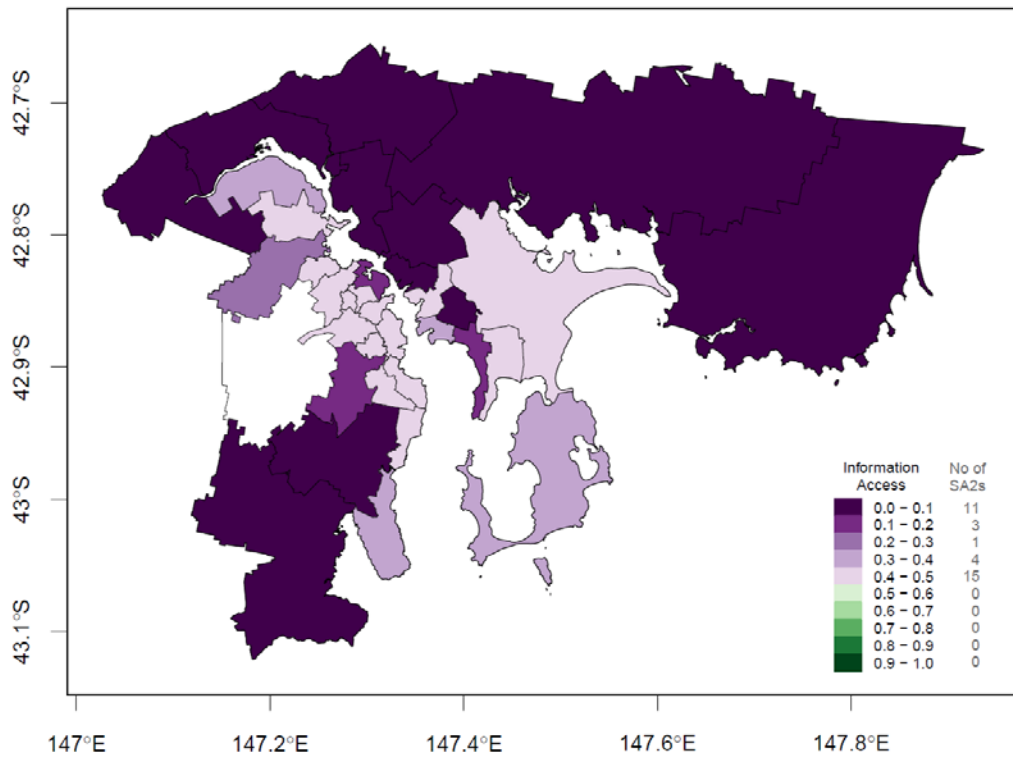 42.7°S
42.8°S
42.9°S
43°S
43.1°S
Information Access No of SA2s
0.0 − 0.1 11
0.1 − 0.2 3
0.2 − 0.3 1
0.3 − 0.4 4
0.4 − 0.5 15
0.5 − 0.6 0
0.6 − 0.7 0
0.7 − 0.8 0
0.8 − 0.9 0
0.9 − 1.0 0
147°E 147.2°E 147.4°E 147.6°E 147.8°E